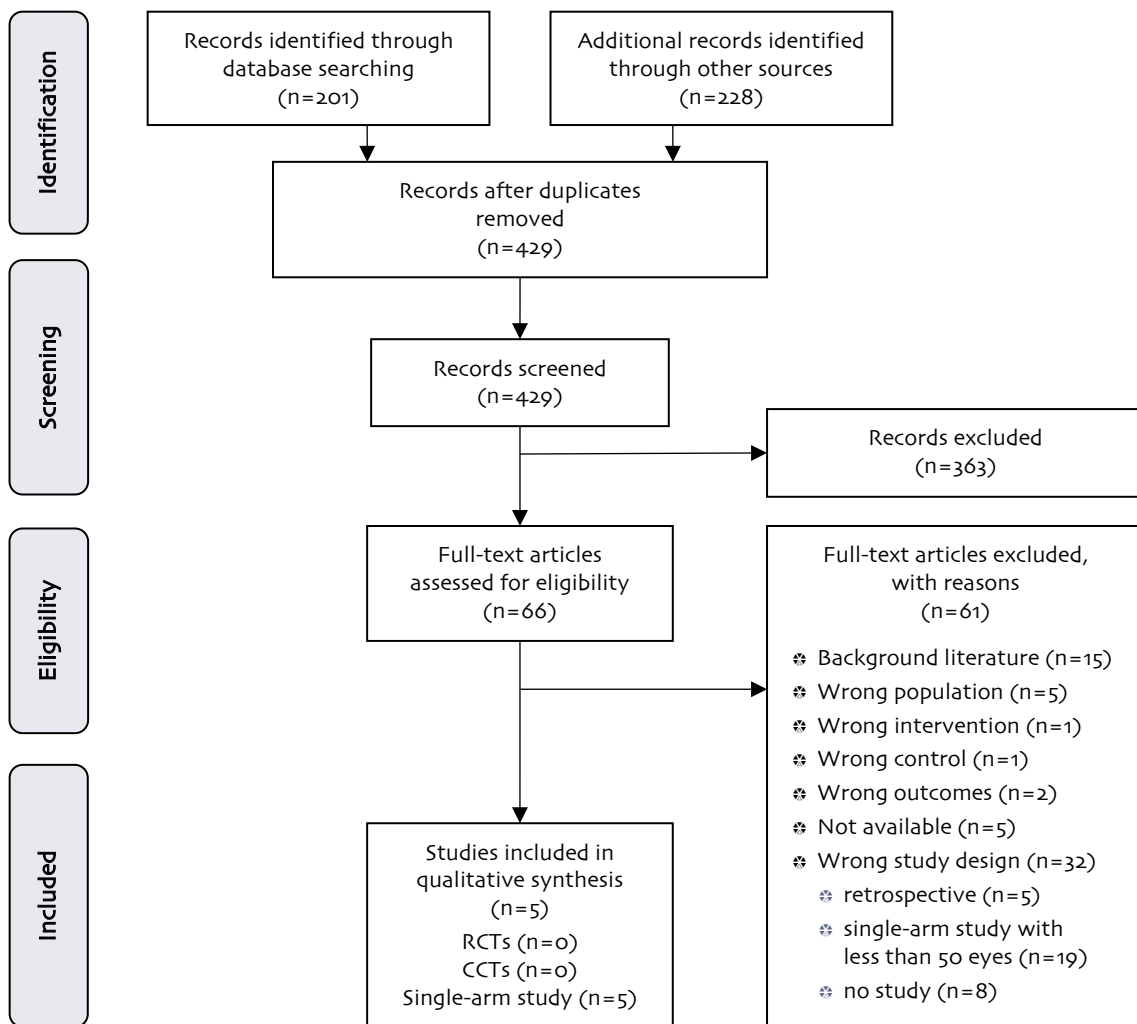 Identification
Records identified through
database searching
(n=201)
Additional records identified
through other sources
(n=228)
Records after duplicates
removed
(n=429)
Screening
Records screened
(n=429)
Records excluded
(n=363)
Eligibility
Full-text articles
assessed for eligibility
(n=66)
Full-text articles excluded,
with reasons
(n=61)
Background literature (n=15)
Wrong population (n=5)
Wrong intervention (n=1)
Wrong control (n=1)
Wrong outcomes (n=2)
Not available (n=5)
Wrong study design (n=32)
retrospective (n=5)
single-arm study with
less than 50 eyes (n=19)
no study (n=8)
Included
Studies included in
qualitative synthesis
(n=5)
RCTs (n=0)
CCTs (n=0)
Single-arm study (n=5)